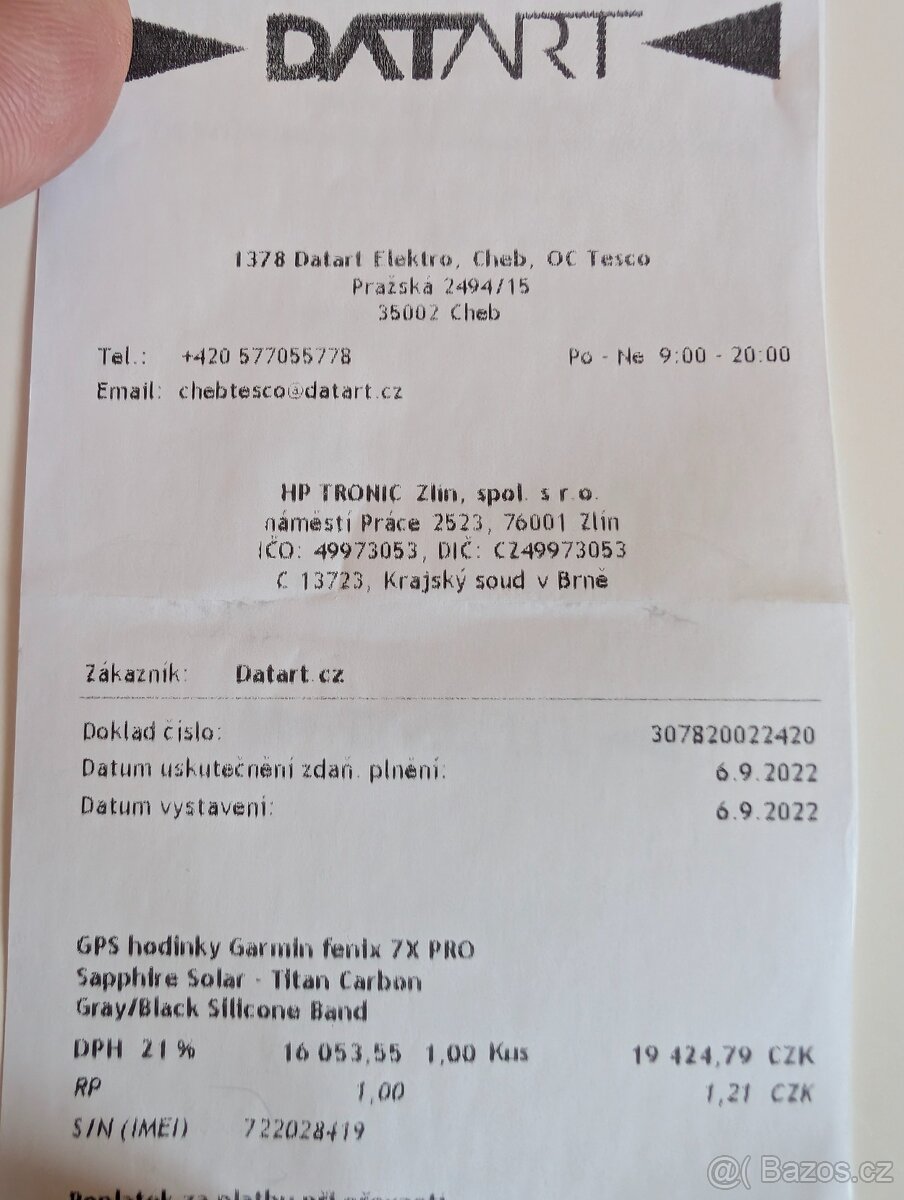 DATART
1378 Datart Elektro, Cheb, OC Tesco
Pražská 2494/15
35002 Cheb
Tel.: +420 577055778 Po - Ne 9:00 - 20:00
Email: chebtesco@datart.cz
HP TRONIC Zlín, spol. s r.o.
náměstí Práce 2523, 76001 Zlín
IČO: 49973053, DIČ: CZ49973053
C 13723, Krajský soud v Brně
Zákazník: Datart.cz
Doklad číslo: 307820022420
Datum uskutečnění zdaň. plnění: 6.9.2022
Datum vystavení: 6.9.2022
GPS hodinky Garmin fenix 7X PRO
Sapphire Solar - Titan Carbon
Gray/Black Silicone Band
DPH 21 % 16 053,55 1,00 Kus 19 424,79 CZK
RP 1,00 1,21 CZK
S/N (IMEI) 722028419
Poplatek za platbu při převzetí
@( Bazos.cz